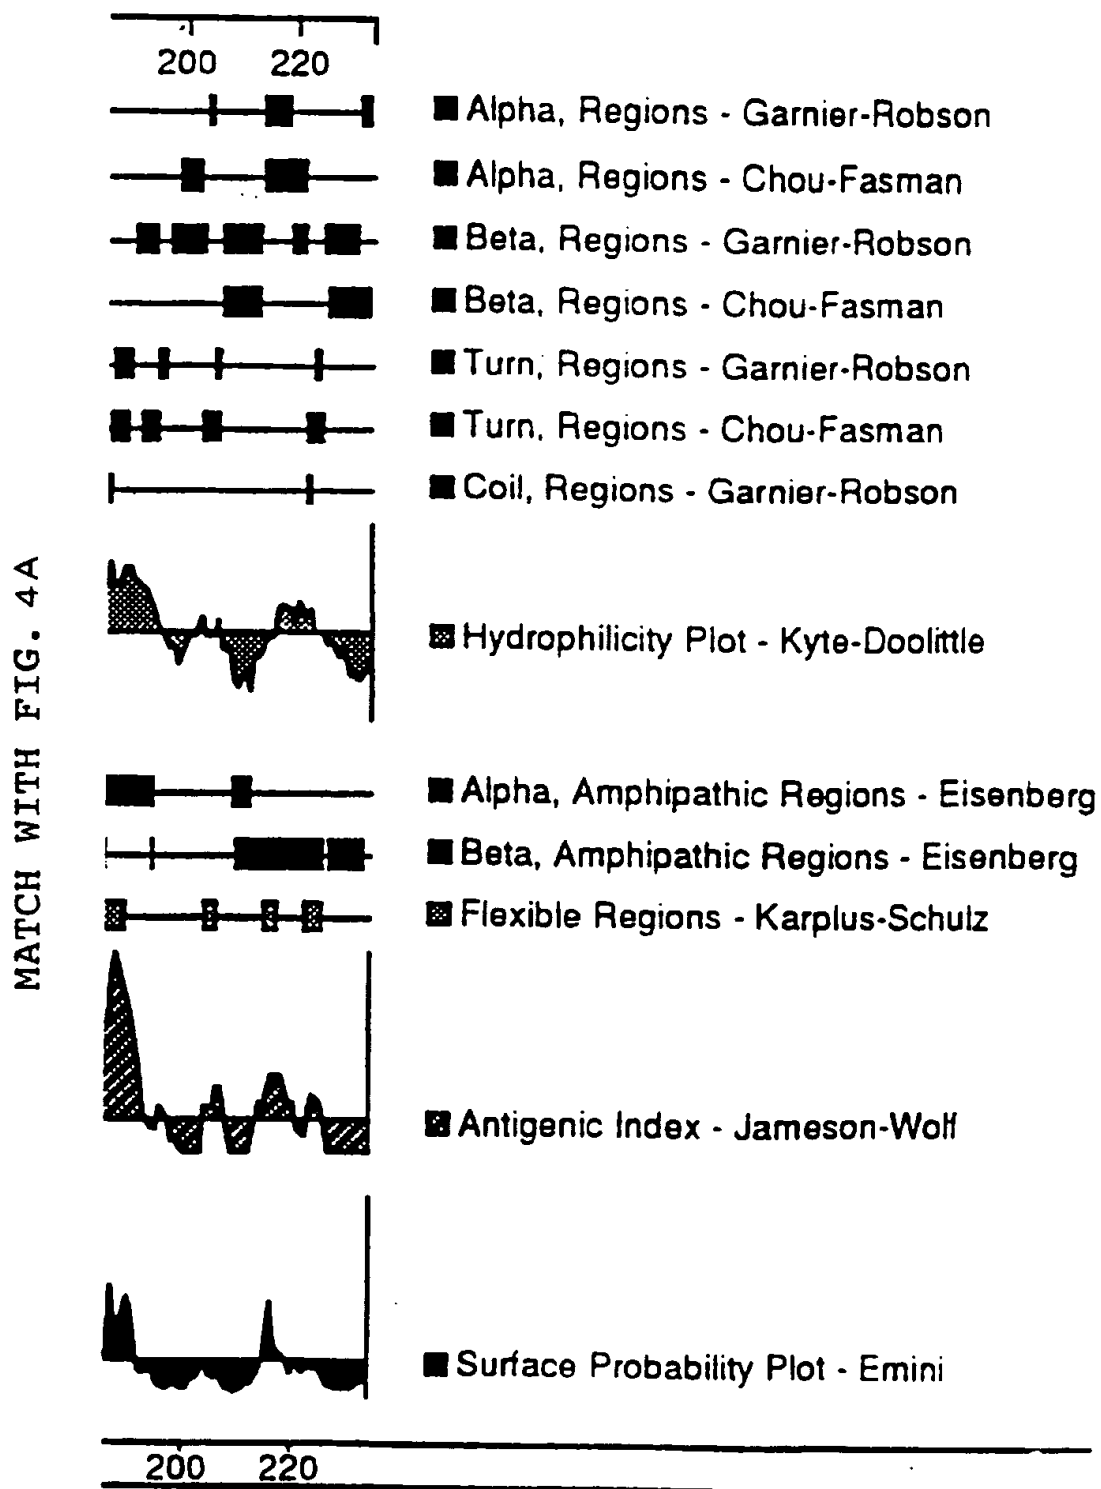 200 220
Alpha, Regions - Garnier-Robson
Alpha, Regions - Chou-Fasman
Beta, Regions - Garnier-Robson
Beta, Regions - Chou-Fasman
Turn, Regions - Garnier-Robson
Turn, Regions - Chou-Fasman
Coil, Regions - Garnier-Robson
Hydrophilicity Plot - Kyte-Doolittle
Alpha, Amphipathic Regions - Eisenberg
Beta, Amphipathic Regions - Eisenberg
Flexible Regions - Karplus-Schulz
Antigenic Index - Jameson-Wolf
Surface Probability Plot - Emini
200 220
MATCH WITH FIG. 4A